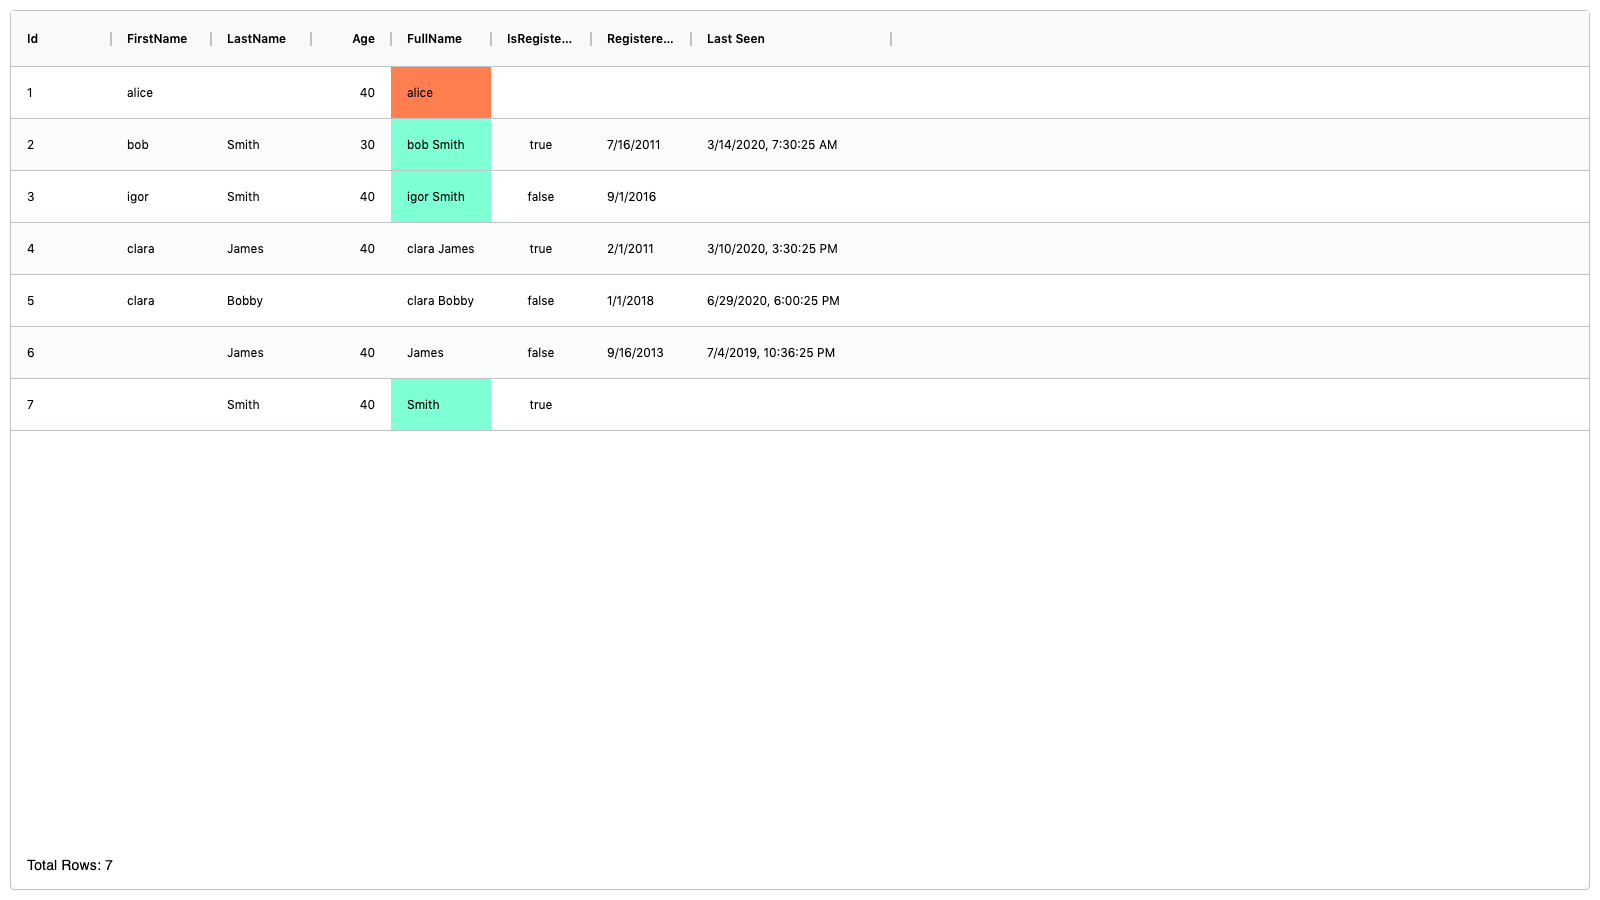 Id FirstName LastName Age FullName IsRegiste... Registere... Last Seen
1 alice 40 alice
2 bob Smith 30 bob Smith true 7/16/2011 3/14/2020, 7:30:25 AM
3 igor Smith 40 igor Smith false 9/1/2016
4 clara James 40 clara James true 2/1/2011 3/10/2020, 3:30:25 PM
5 clara Bobby clara Bobby false 1/1/2018 6/29/2020, 6:00:25 PM
6 James 40 James false 9/16/2013 7/4/2019, 10:36:25 PM
7 Smith 40 Smith true
Total Rows: 7